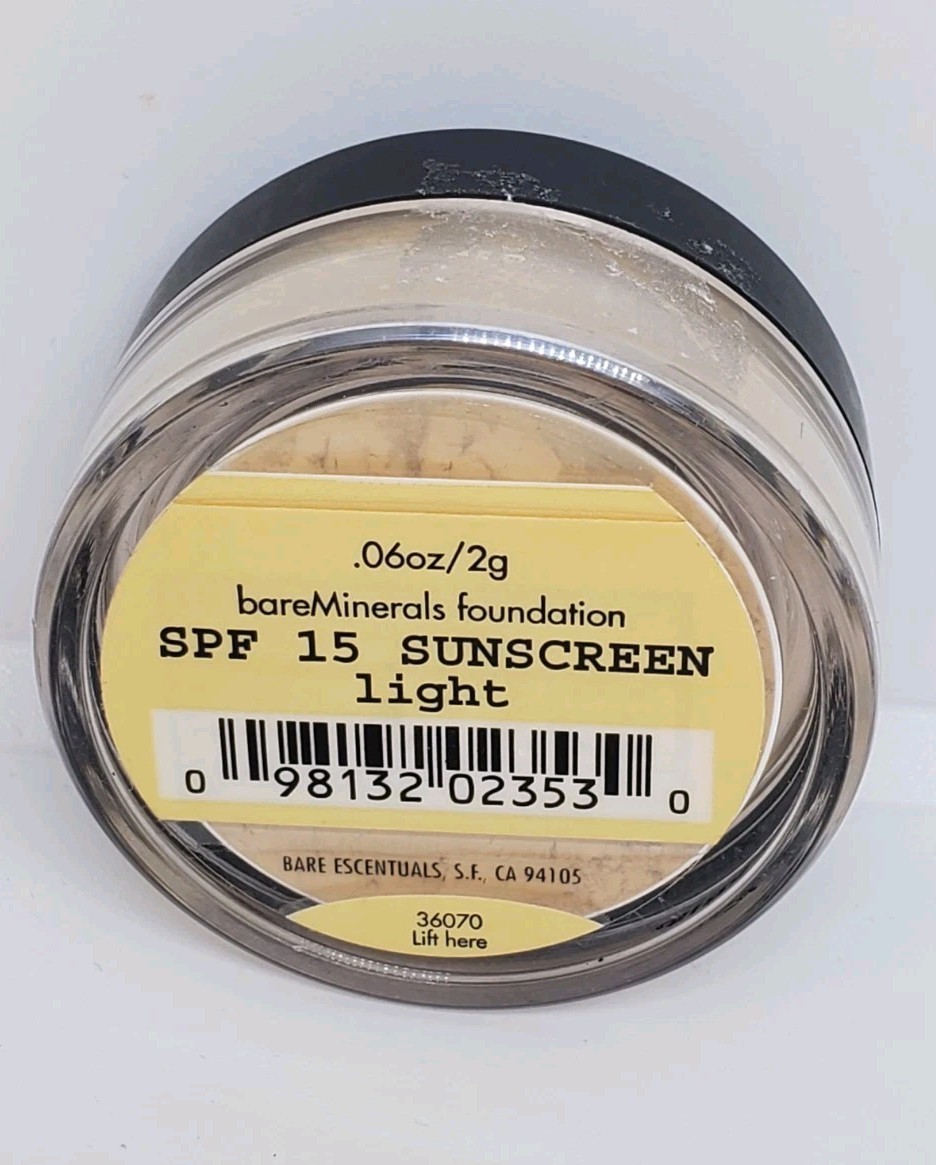 .06oz/2g
bareMinerals foundation
SPF 15 SUNSCREEN
light
0 98132 02353 0
BARE ESCENTUALS, S.F., CA 94105
36070
Lift here